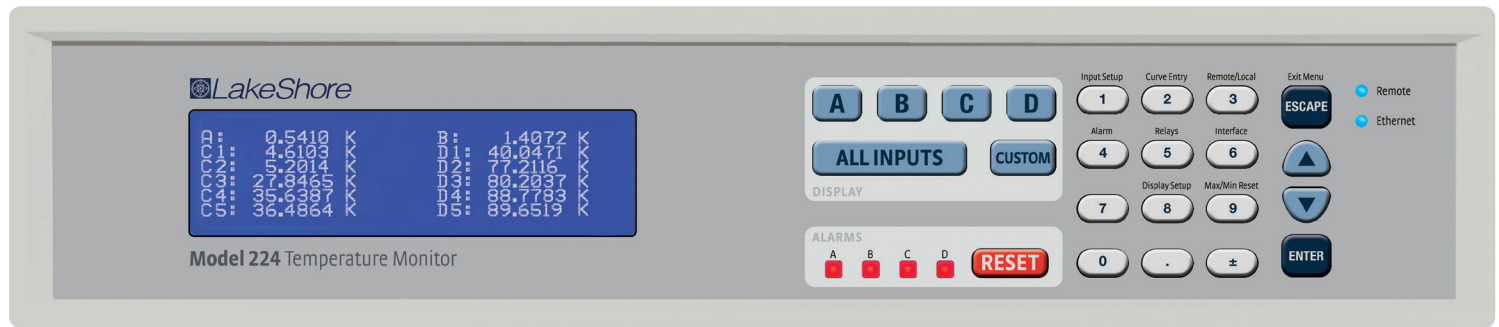 LakeShore
A: 0.5410 K B: 1.4072 K
C1: 4.6103 K D1: 40.0471 K
C2: 5.2014 K D2: 77.2116 K
C3: 27.8465 K D3: 80.2037 K
C4: 35.6387 K D4: 88.7783 K
C5: 36.4864 K D5: 89.6519 K
Model 224 Temperature Monitor
A B C D
ALL INPUTS CUSTOM
DISPLAY
ALARMS
A B C D
RESET
Input Setup Curve Entry Remote/Local Exit Menu
1 2 3 ESCAPE
Alarm Relays Interface
4 5 6
Display Setup Max/Min Reset
7 8 9
0 . ± ENTER
Remote
Ethernet